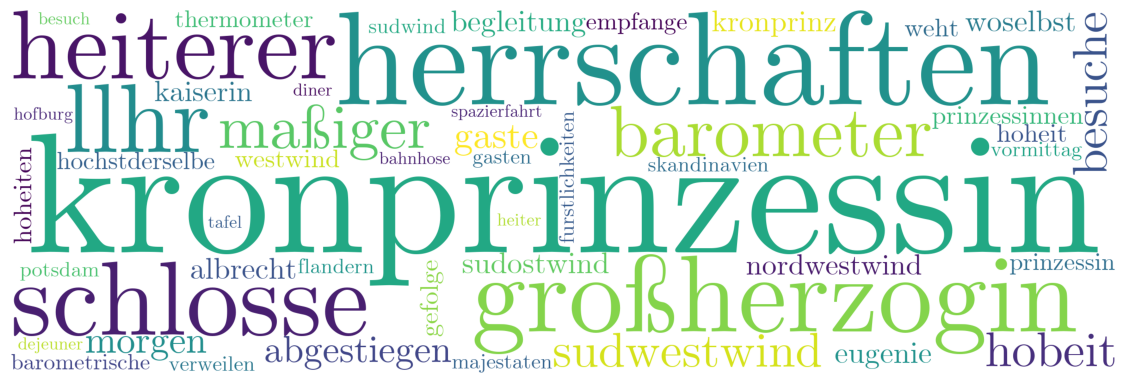 besuch thermometer sudwind begleitung empfange kronprinz weht woselbst
heiterer herrschaften besuche
kaiserin diner
hofburg llhr maßiger spazierfahrt barometer prinzessinnen
gaste hoheit
hochstderselbe westwind bahnhose gasten skandinavien vormittag
hoheiten kronprinzessin furstlichkeiten
tafel heiter
potsdam albrecht flandern sudostwind nordwestwind prinzessin
schlosse gefolge großherzogin
dejeuner morgen abgestiegen sudwestwind eugenie hobeit
barometrische verweilen majestaten